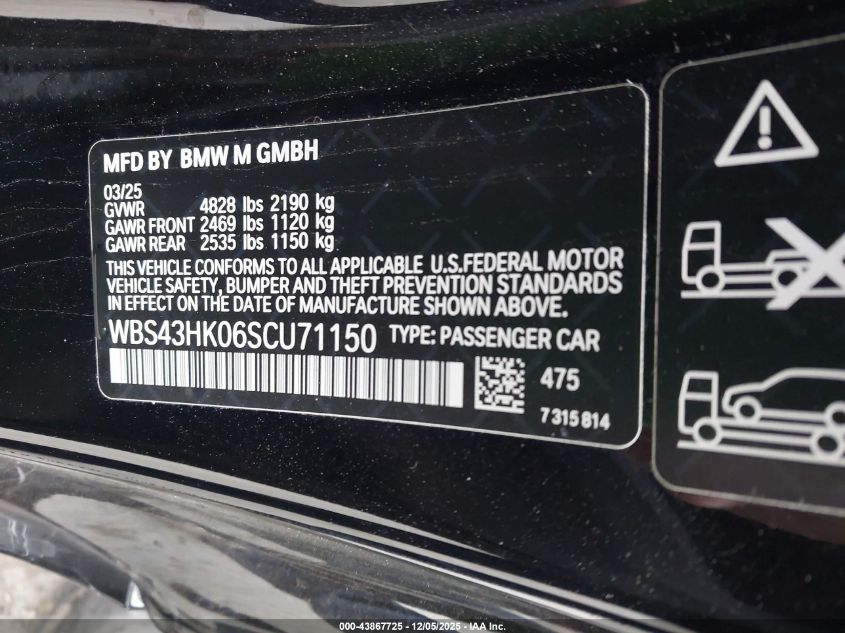 MFD BY BMW M GMBH
03/25
GVWR 4828 lbs 2190 kg
GAWR FRONT 2469 lbs 1120 kg
GAWR REAR 2535 lbs 1150 kg
THIS VEHICLE CONFORMS TO ALL APPLICABLE U.S.FEDERAL MOTOR
VEHICLE SAFETY, BUMPER AND THEFT PREVENTION STANDARDS
IN EFFECT ON THE DATE OF MANUFACTURE SHOWN ABOVE.
WBS43HK06SCU71150 TYPE: PASSENGER CAR
475
7315814
000-43867725 - 12/05/2025 - IAA Inc.